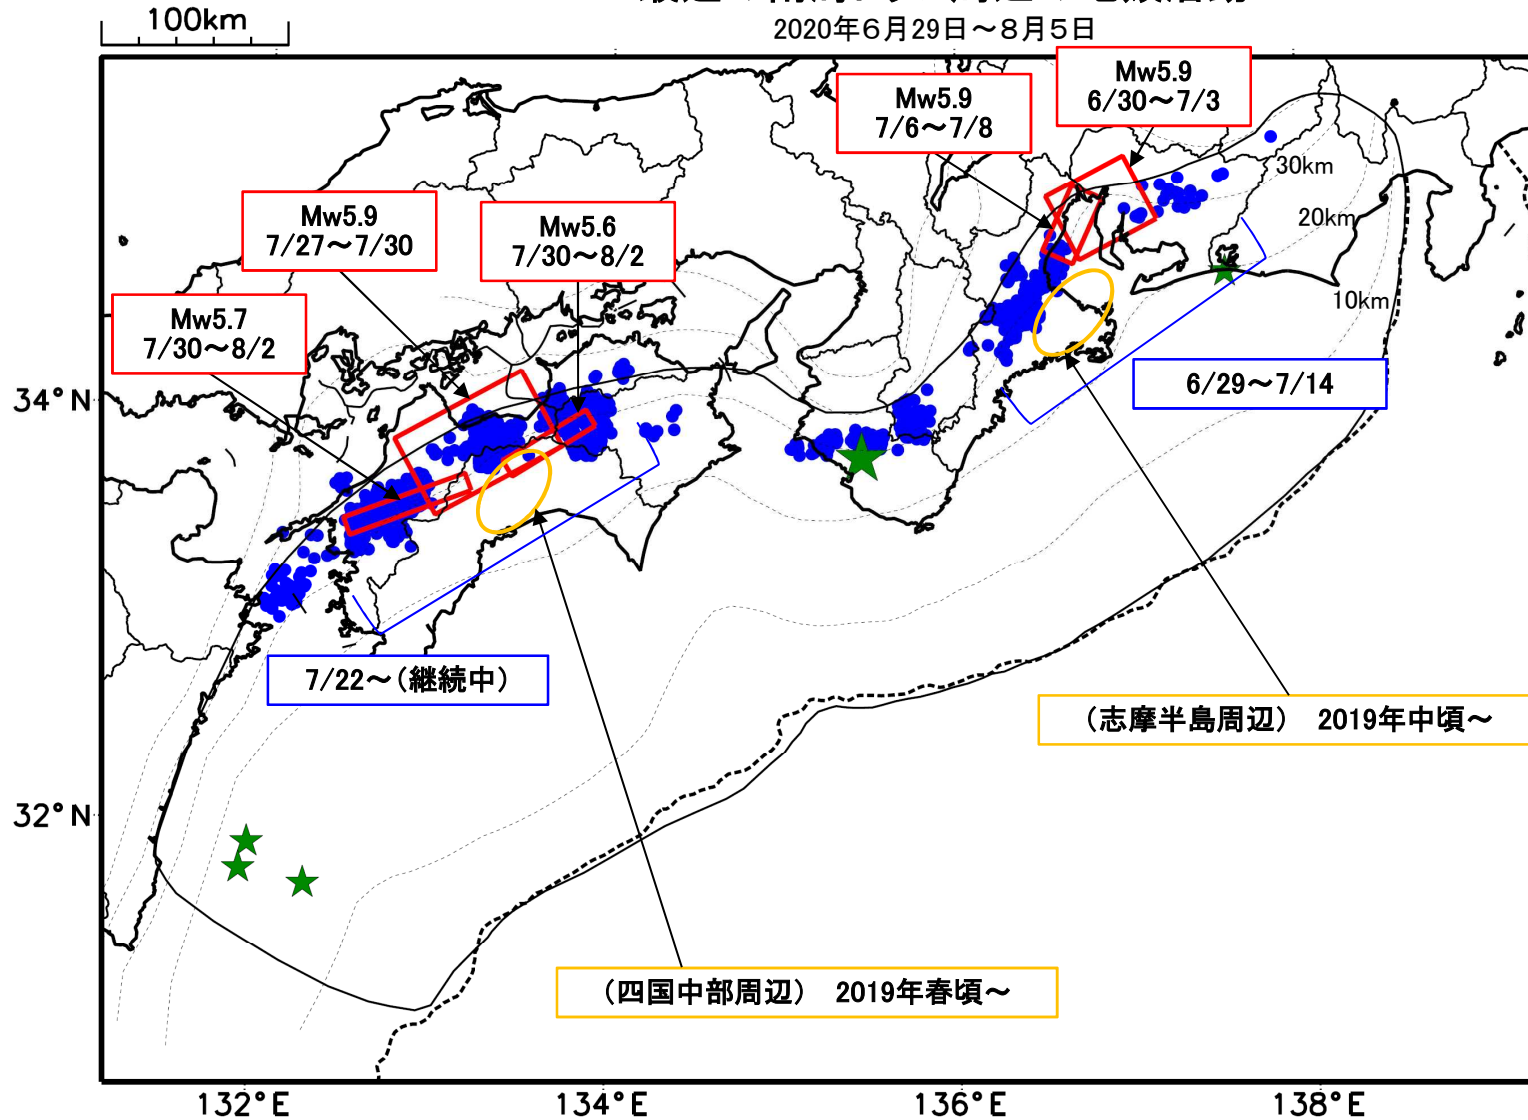 100km
2020年6月29日～8月5日
Mw5.9
6/30～7/3
Mw5.9
7/6～7/8
30km
Mw5.9
7/27～7/30
Mw5.6
7/30～8/2
20km
10km
Mw5.7
7/30～8/2
6/29～7/14
34°N
7/22～（継続中）
（志摩半島周辺） 2019年中頃～
32°N
（四国中部周辺） 2019年春頃～
132°E
134°E
136°E
138°E